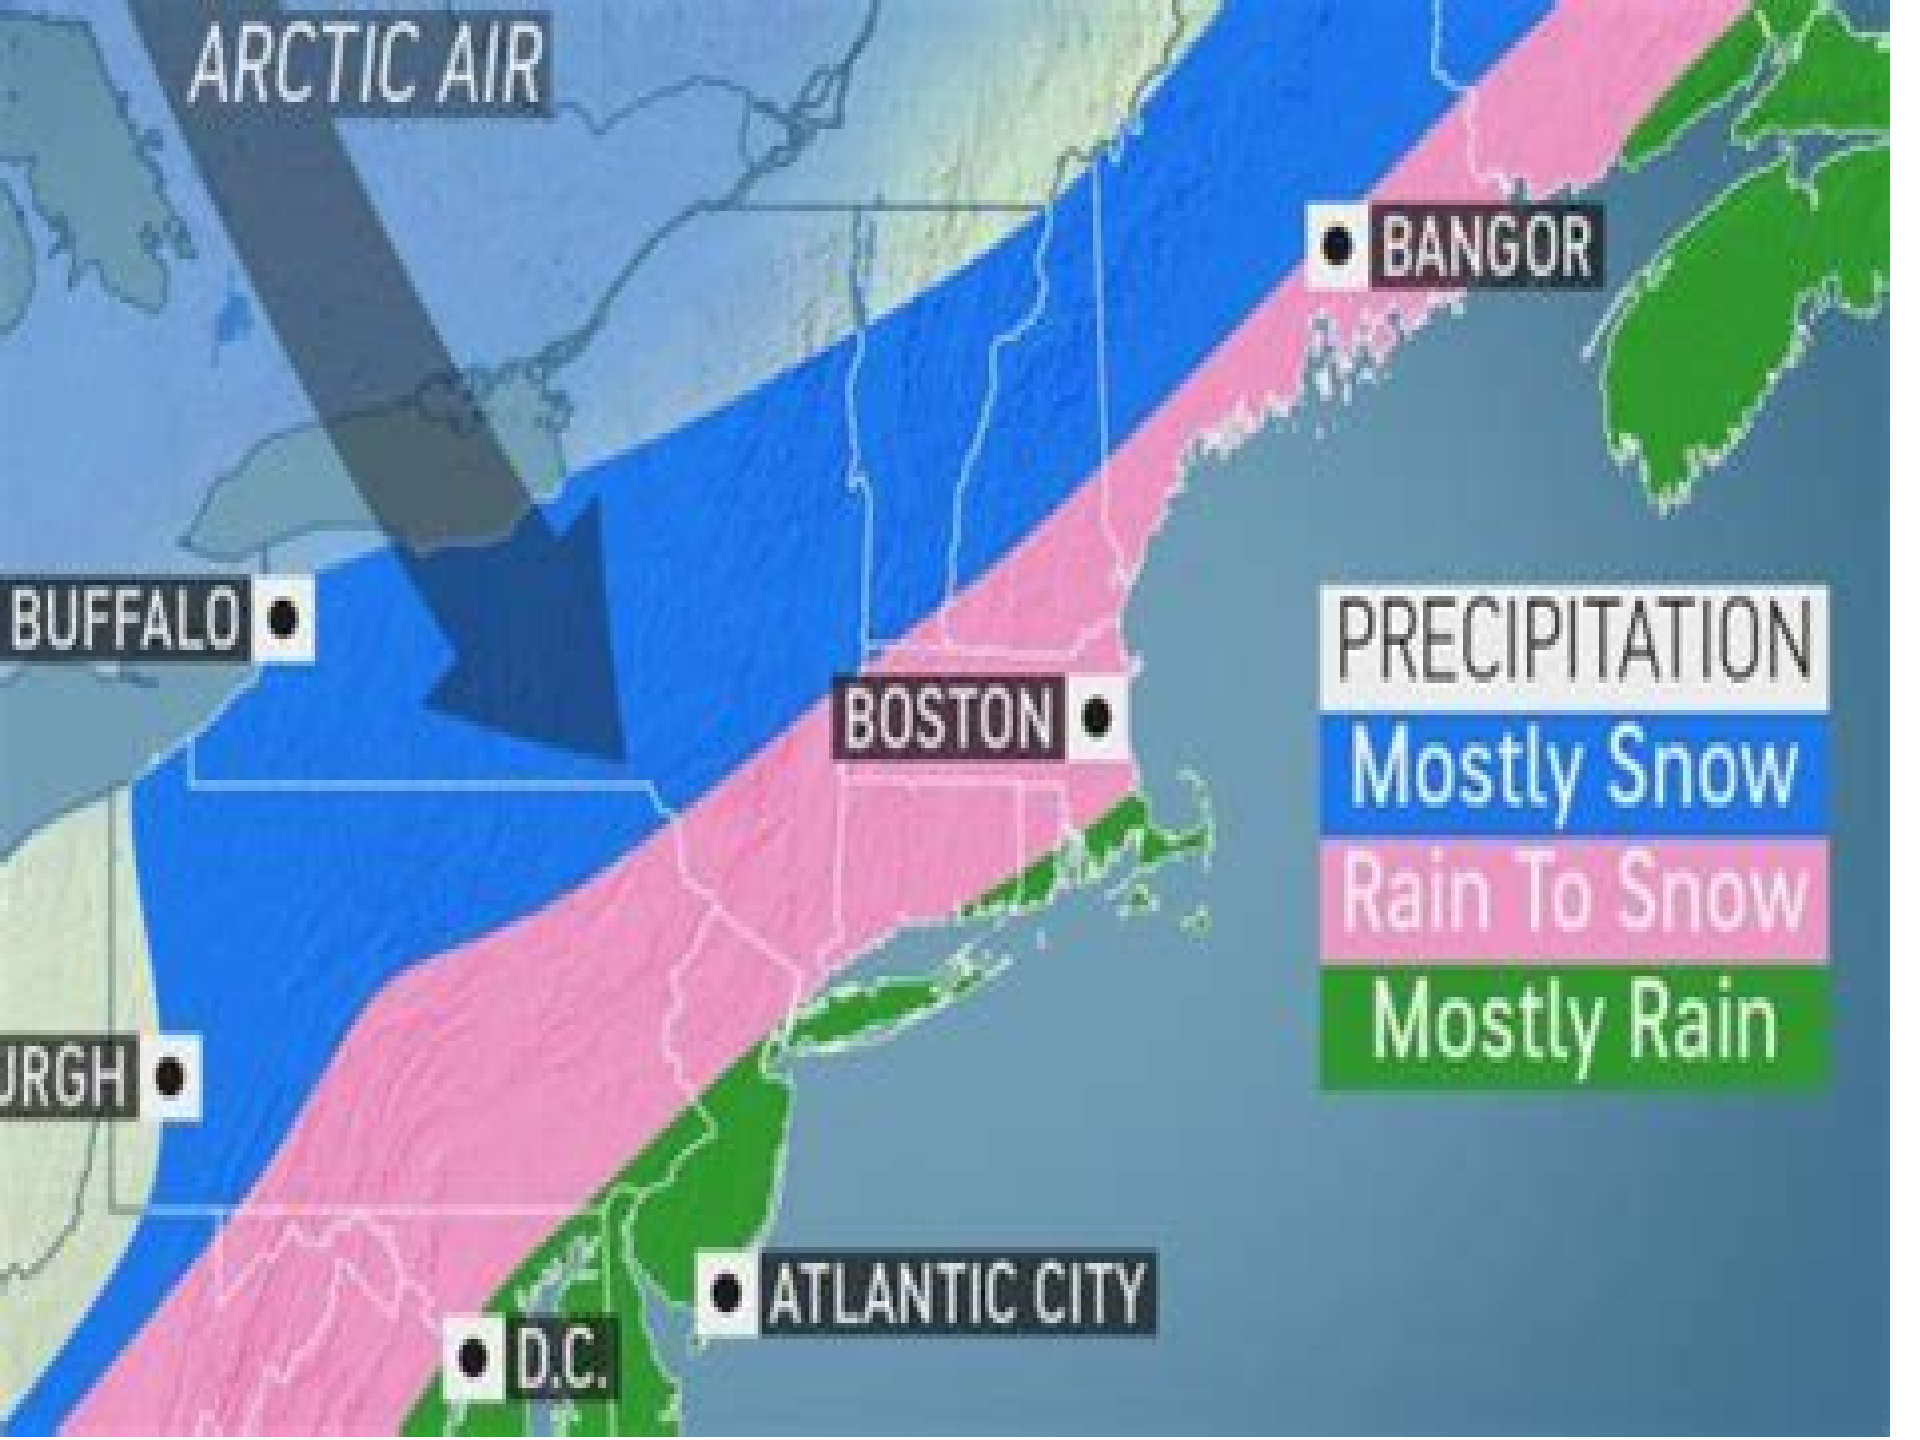 ARCTIC AIR
BANGOR
BUFFALO
PRECIPITATION
BOSTON
Mostly Snow
Rain To Snow
Mostly Rain
URGH
ATLANTIC CITY
D.C.